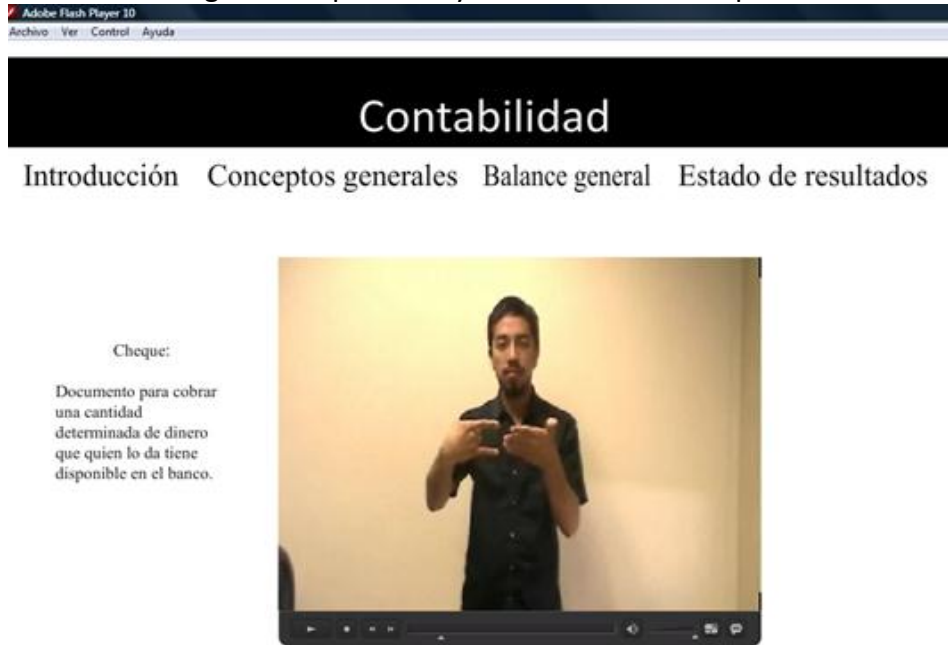 Adobe Flash Player 10
Archivo Ver Control Ayuda
Contabilidad
Introducción Conceptos generales Balance general Estado de resultados
Cheque:
Documento para cobrar
una cantidad
determinada de dinero
que quien lo da tiene
disponible en el banco.